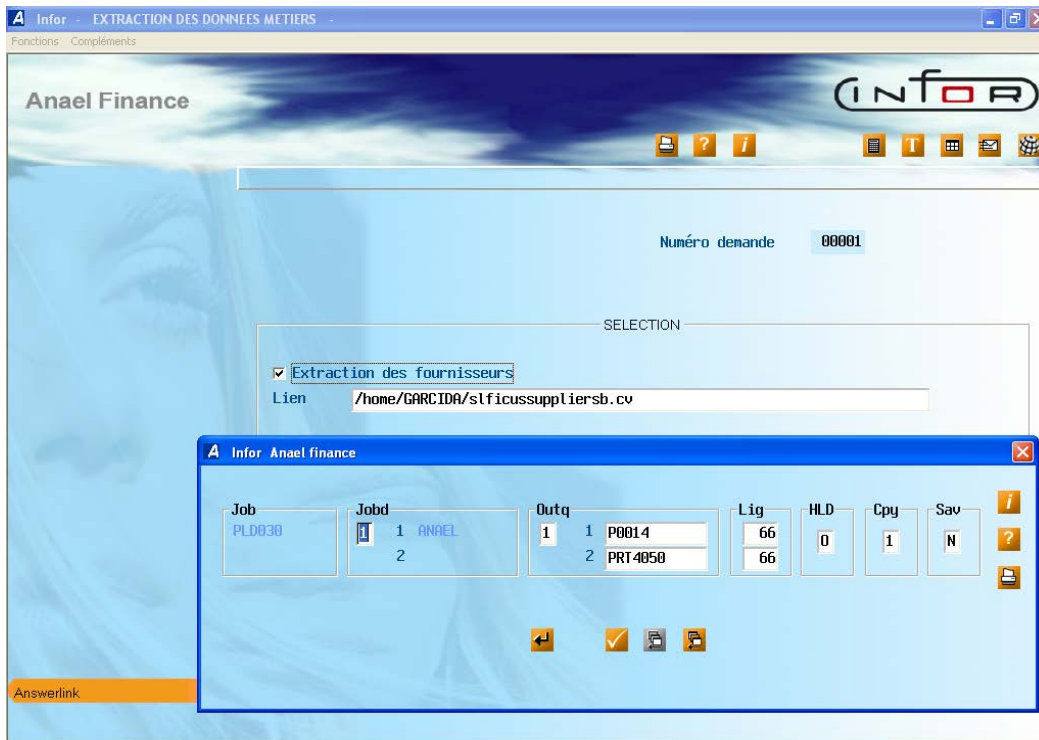 A Infor - EXTRACTION DES DONNEES METIERS -
Fonctions Compléments
Anael Finance
infor
? i T
Numéro demande 00001
SELECTION
Extraction des fournisseurs
Lien /home/GARCIDA/slficussuppliersb.cv
A Infor Anael finance
Job Jobd Outq Lig HLD Cpy Sav
PLD030 1 1 ANAEL 1 1 P0014 66 O 1 N
2 2 PRT4050 66
i
?
Answerlink